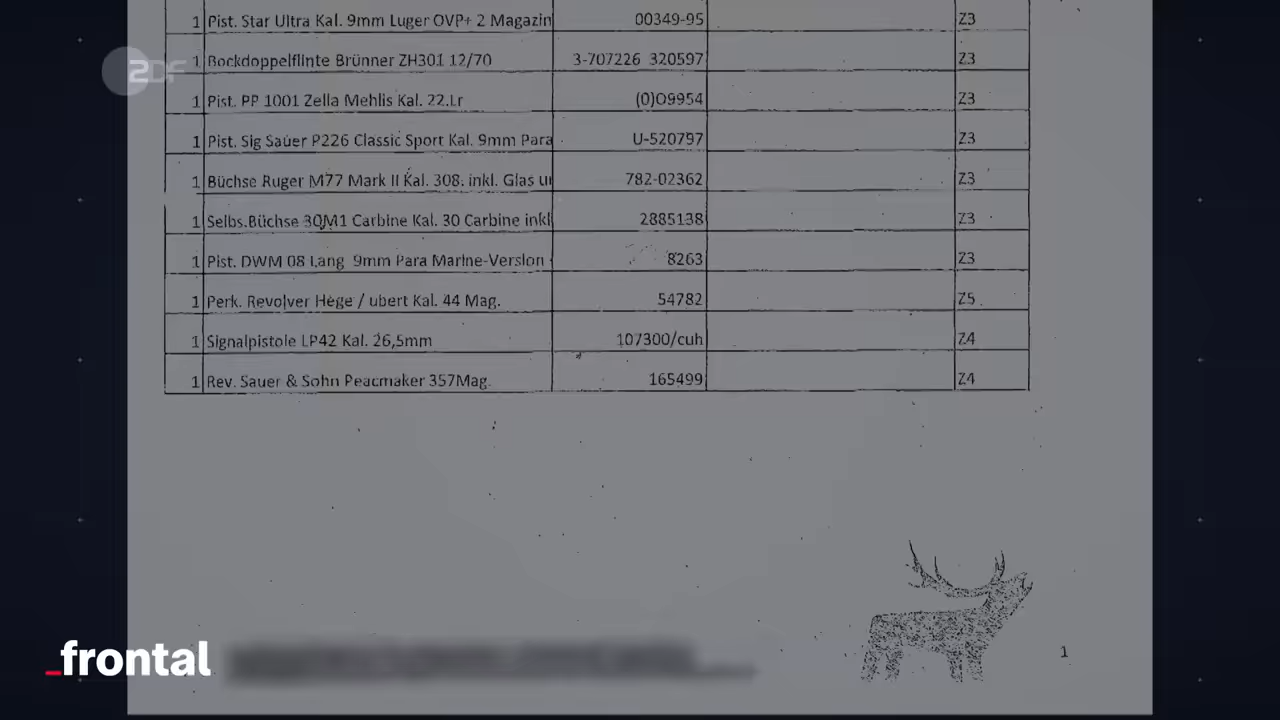 1 Pist. Star Ultra Kal. 9mm Luger OVP+ 2 Magazin 00349-95 Z3
ZDF
1 Bockdoppelflinte Brünner ZH301 12/70 3-707226 320597 Z3
1 Pist. PP 1001 Zella Mehlis Kal. 22.Lr (0)O9954 Z3
1 Pist. Sig Sauer P226 Classic Sport Kal. 9mm Para U-520797 Z3
1 Büchse Ruger M77 Mark II Kal. 308. inkl. Glas un 782-02362 Z3
1 Selbs.Büchse 30M1 Carbine Kal. 30 Carbine inkl 2885138 Z3
1 Pist. DWM 08 Lang 9mm Para Marine-Version 8263 Z3
1 Perk. Revolver Hege / ubert Kal. 44 Mag. 54782 Z5
1 Signalpistole LP42 Kal. 26,5mm 107300/cuh Z4
1 Rev. Sauer & Sohn Peacmaker 357Mag. 165499 Z4
_frontal
1